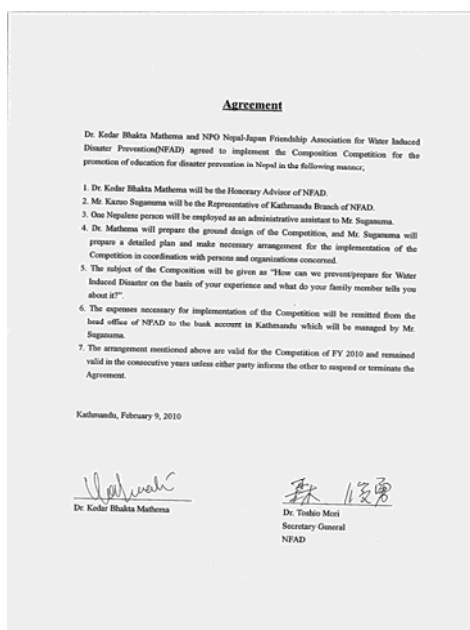 Agreement
Dr. Kedar Bhakta Mathema and NPO Nepal-Japan Friendship Association for Water Induced
Disaster Prevention(NFAD) agreed to implement the Composition Competition for the
promotion of education for disaster prevention in Nepal in the following manner;
1. Dr. Kedar Bhakta Mathema will be the Honorary Advisor of NFAD.
2. Mr. Kazuo Suganuma will be the Representative of Kathmandu Branch of NFAD.
3. One Nepalese person will be employed as an administrative assistant to Mr. Suganuma.
4. Dr. Mathema will prepare the ground design of the Competition, and Mr. Suganuma will
prepare a detailed plan and make necessary arrangement for the implementation of the
Competition in coordination with persons and organizations concerned.
5. The subject of the Composition will be given as "How can we prevent/prepare for Water
Induced Disaster on the basis of your experience and what do your family member tells you
about it?".
6. The expenses necessary for implementation of the Competition will be remitted from the
head office of NFAD to the bank account in Kathmandu which will be managed by Mr.
Suganuma.
7. The arrangement mentioned above are valid for the Competition of FY 2010 and remained
valid in the consecutive years unless either party informs the other to suspend or terminate the
Agreement.
Kathmandu, February 9, 2010
森 俊勇
Dr. Kedar Bhakta Mathema
Dr. Toshio Mori
Secretary General
NFAD